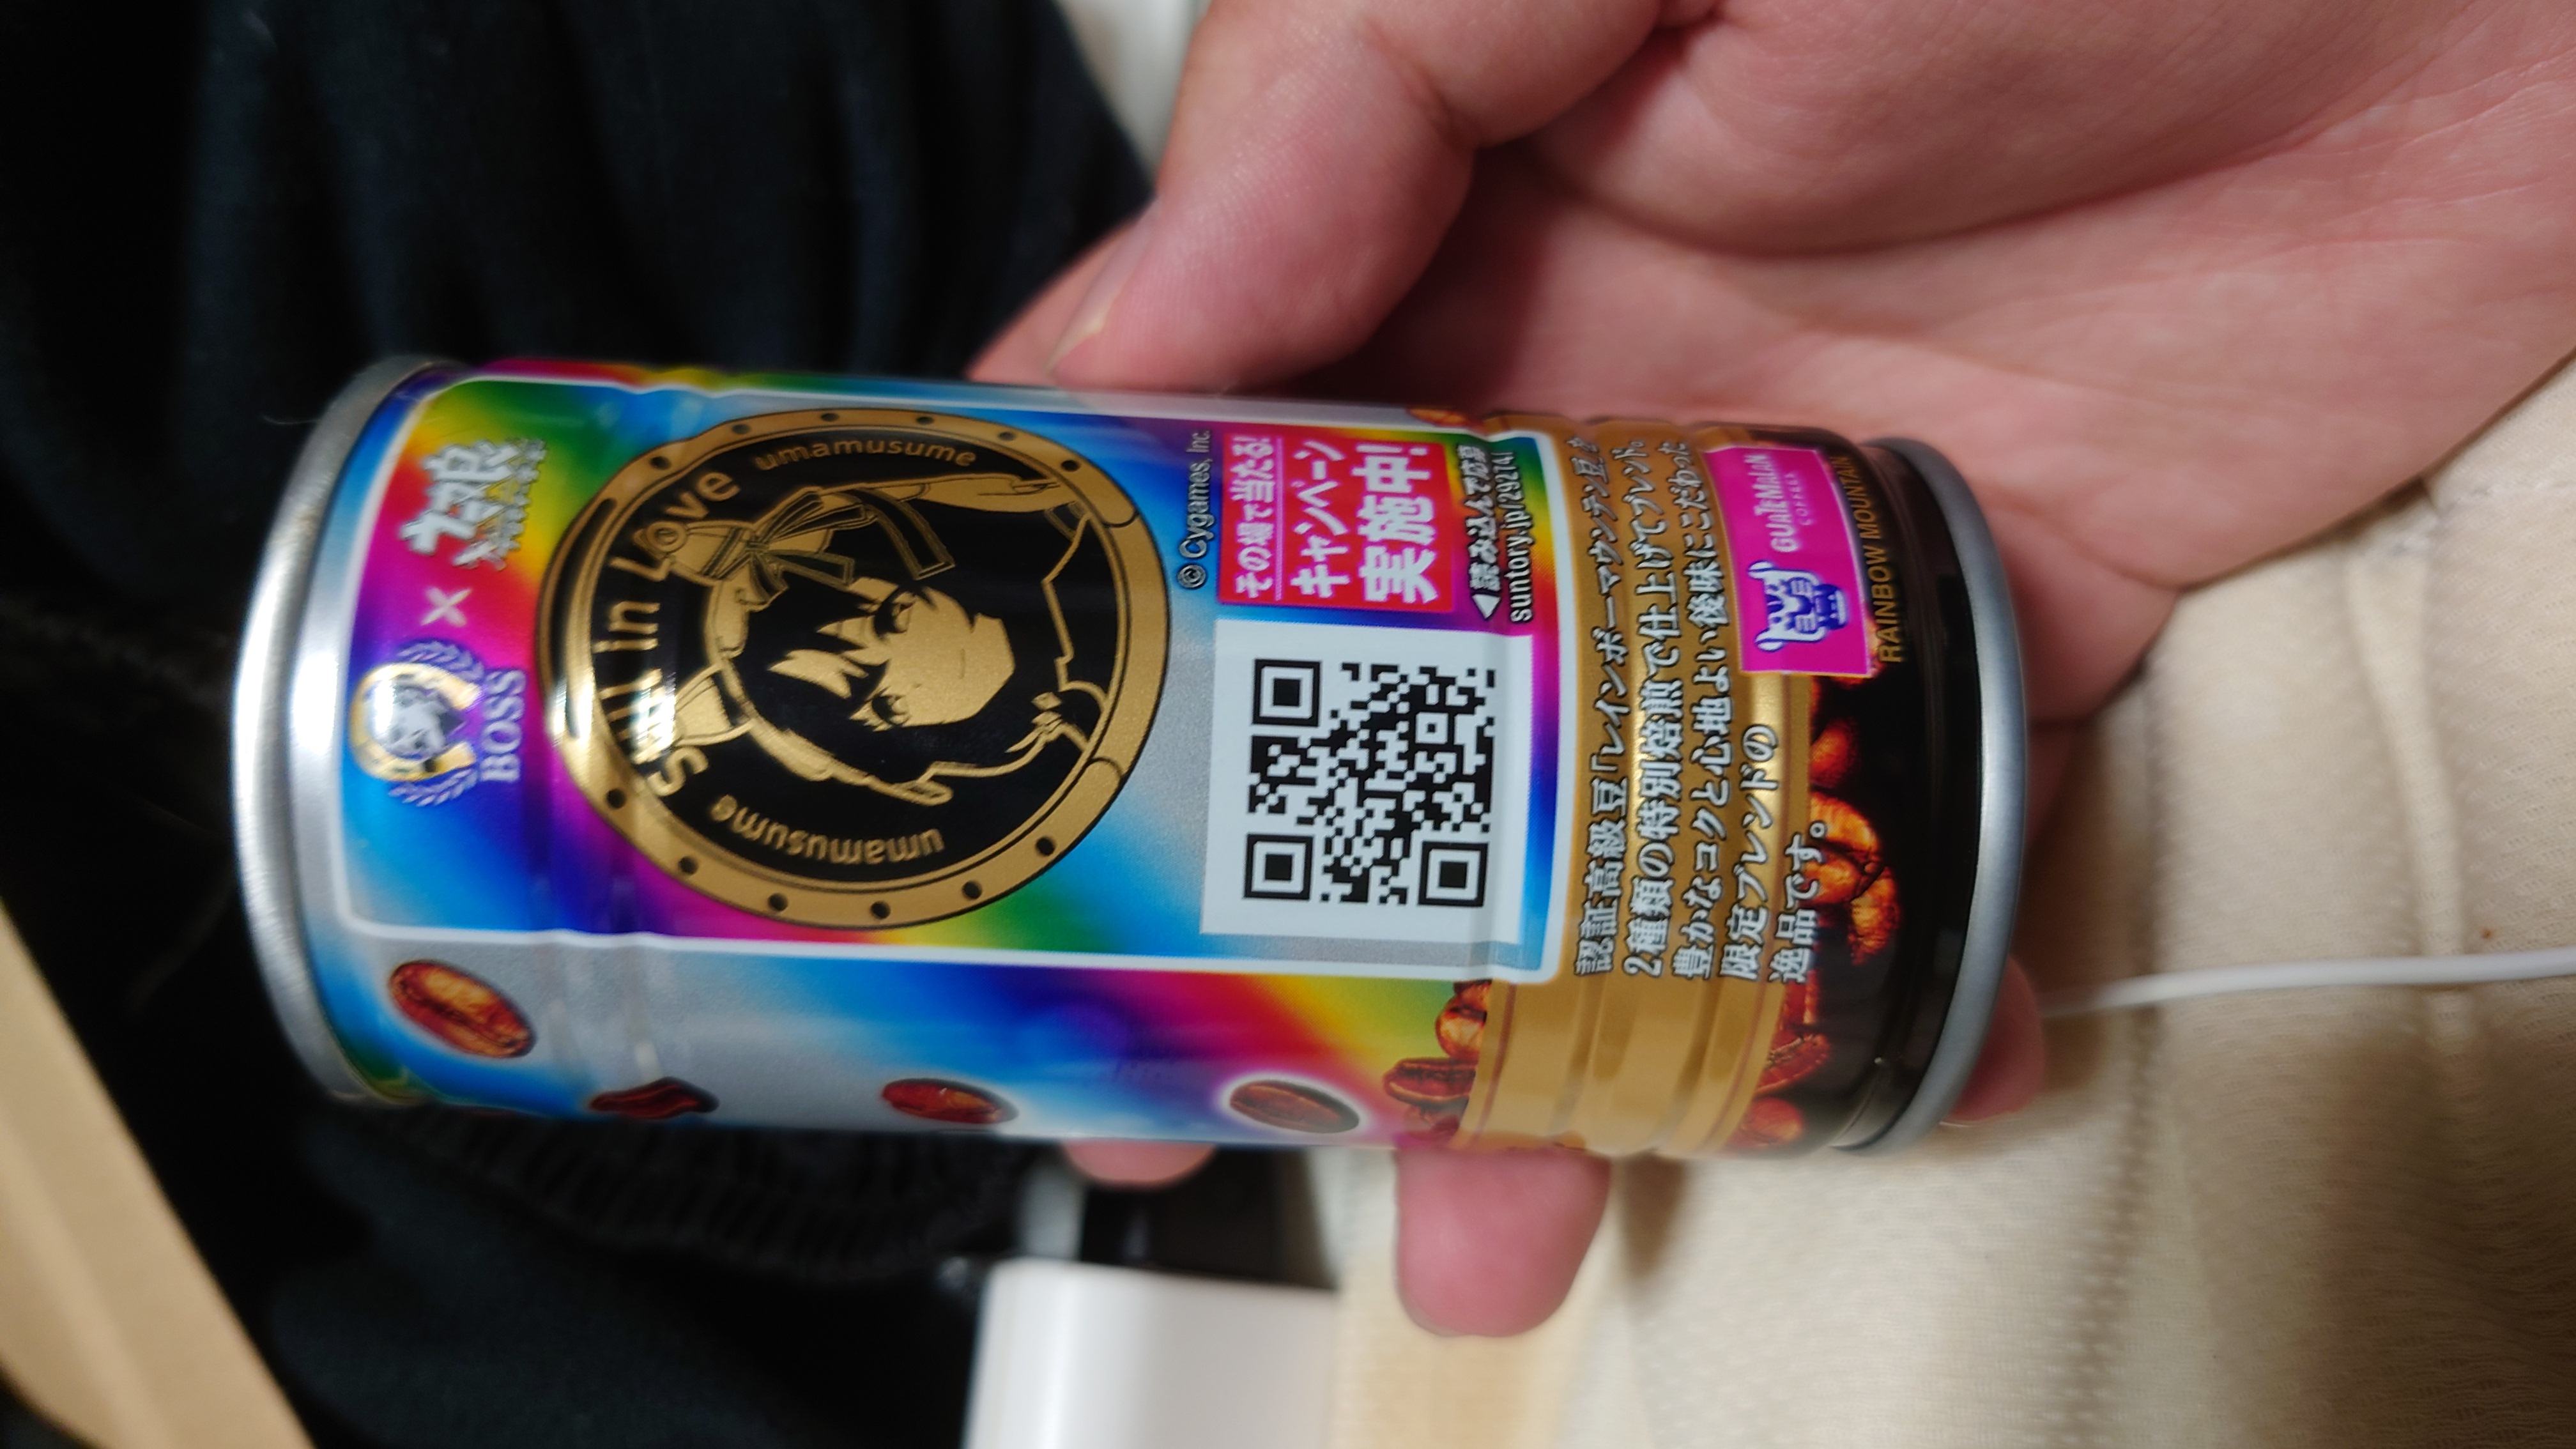 BOSS × ウマ娘
umamusume Still in Love umamusume
© Cygames, Inc.
その場で当たる!
キャンペーン
実施中!
◀読み込んで応募
suntory.jp/29214/
認証高級豆「レインボーマウンテン豆」を
2種類の特別焙煎で仕上げてブレンド。
豊かなコクと心地よい後味にこだわった
限定ブレンドの
逸品です。
GUATEMALAN
COFFEES
RAINBOW MOUNTAIN